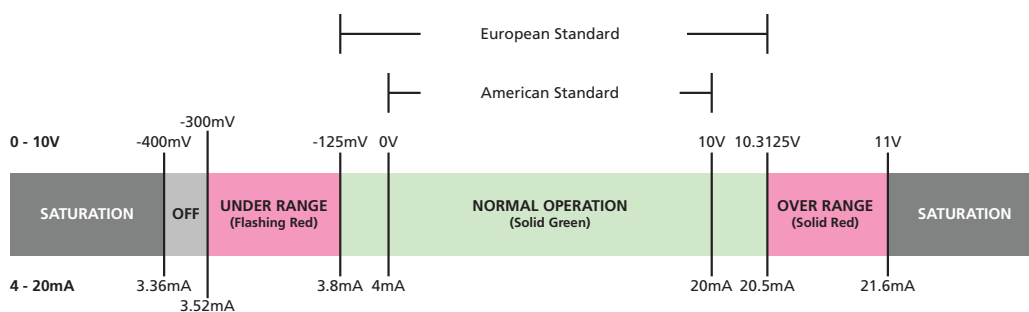 European Standard
American Standard
-300mV
0 - 10V -400mV -125mV 0V 10V 10.3125V 11V
SATURATION OFF UNDER RANGE (Flashing Red) NORMAL OPERATION (Solid Green) OVER RANGE (Solid Red) SATURATION
4 - 20mA 3.36mA 3.8mA 4mA 20mA 20.5mA 21.6mA
3.52mA